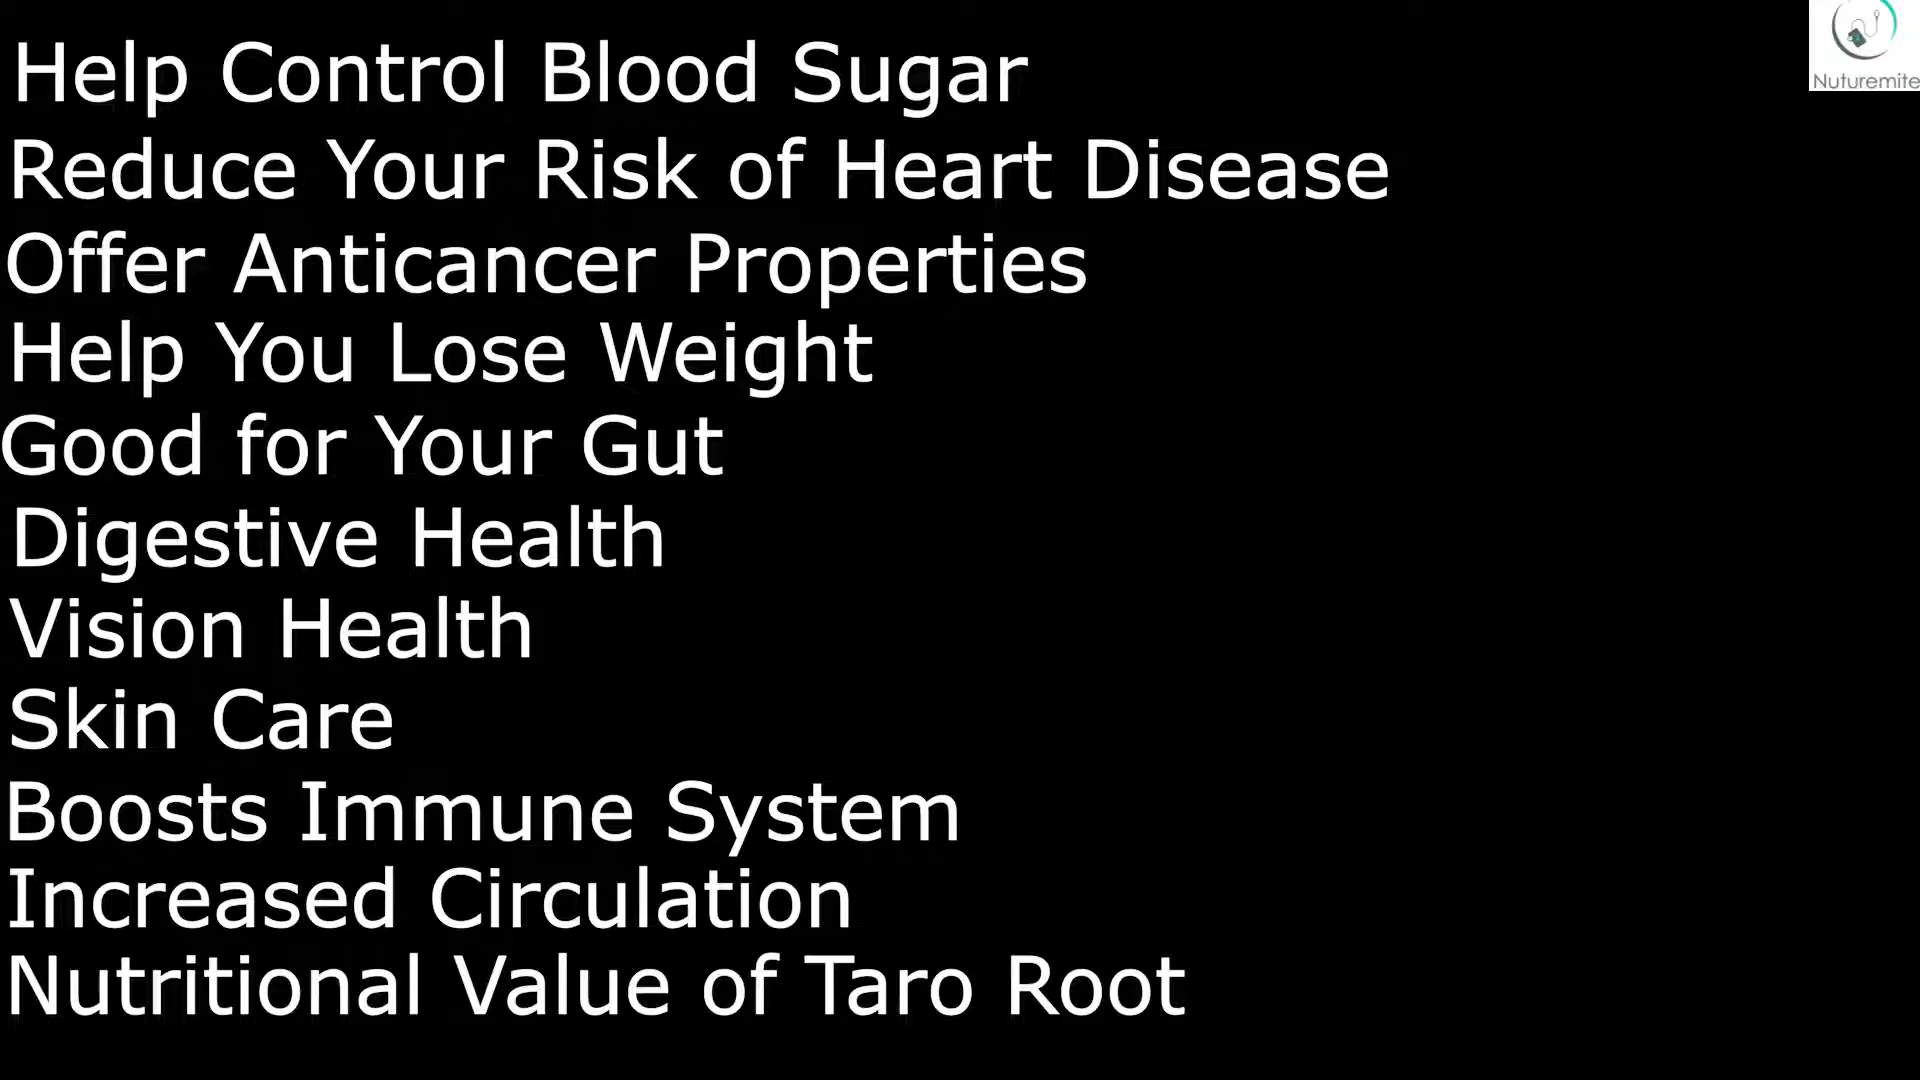 Help Control Blood Sugar
Reduce Your Risk of Heart Disease
Offer Anticancer Properties
Help You Lose Weight
Good for Your Gut
Digestive Health
Vision Health
Skin Care
Boosts Immune System
Increased Circulation
Nutritional Value of Taro Root
Nuturemite